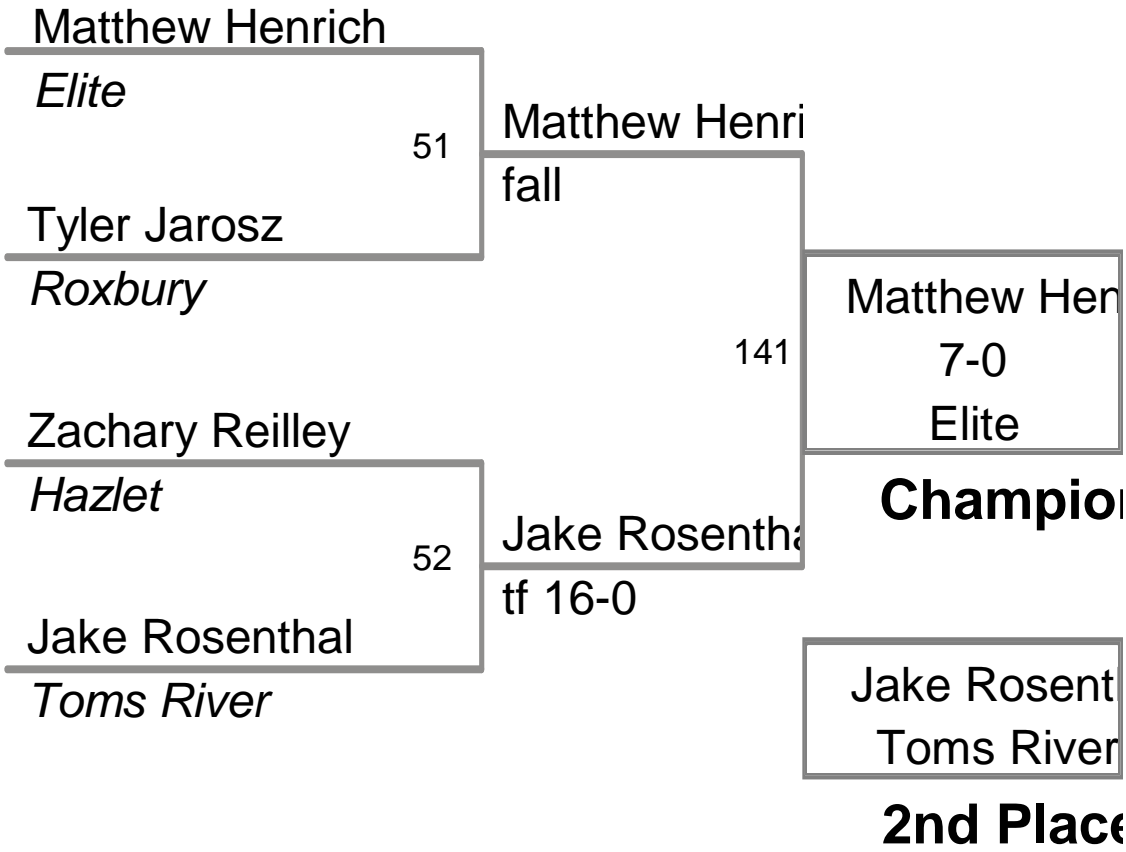 Matthew Henrich
Elite
51
Matthew Henri
fall
Tyler Jarosz
Roxbury
141
Matthew Hen
7-0
Elite
Champion
Zachary Reilley
Hazlet
52
Jake Rosentha
tf 16-0
Jake Rosenthal
Toms River
Jake Rosent
Toms River
2nd Place